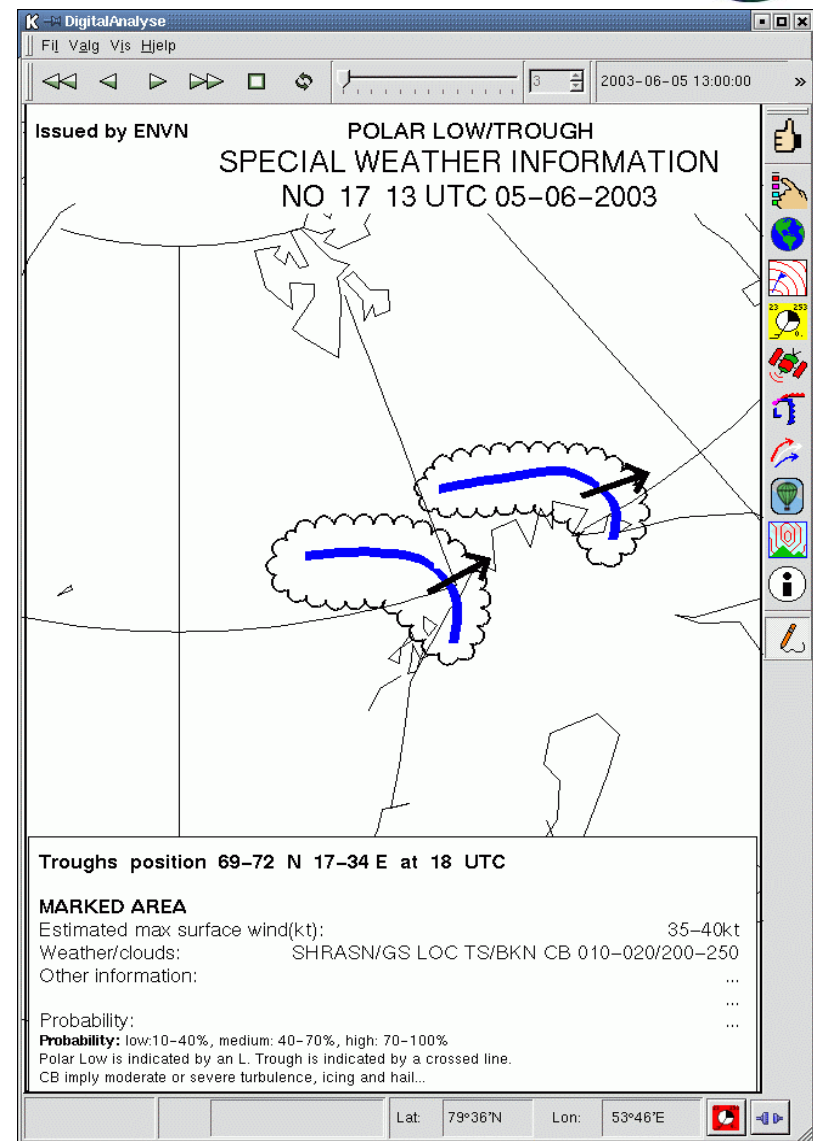 DigitalAnalyse
Fil Valg Vis Hjelp
3
2003-06-05 13:00:00
»
Issued by ENVN
POLAR LOW/TROUGH
SPECIAL WEATHER INFORMATION
NO 17 13 UTC 05-06-2003
23 253
0.
Troughs position 69-72 N 17-34 E at 18 UTC
MARKED AREA
Estimated max surface wind(kt): 35-40kt
Weather/clouds: SHRASN/GS LOC TS/BKN CB 010-020/200-250
Other information: ...
...
Probability: ...
Probability: low:10-40%, medium: 40-70%, high: 70-100%
Polar Low is indicated by an L. Trough is indicated by a crossed line.
CB imply moderate or severe turbulence, icing and hail...
Lat: 79°36'N Lon: 53°46'E